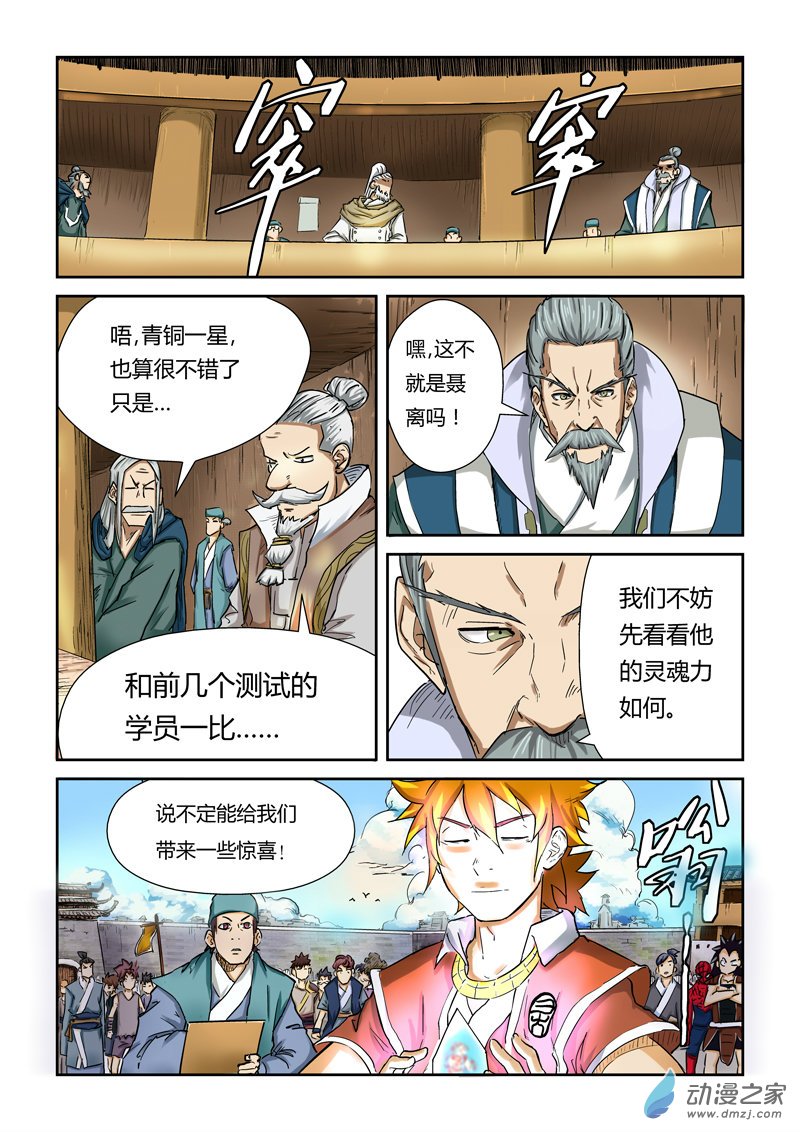 窣
窣
唔，青铜一星，
也算很不错了
只是...
嘿，这不
就是聂
离吗！
和前几个测试的
学员一比......
我们不妨
先看看他
的灵魂力
如何。
说不定能给我们
带来一些惊喜！
动漫之家
www.dmzj.com